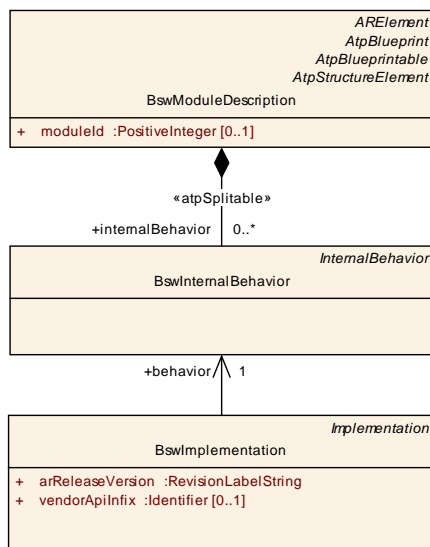 ARElement
AtpBlueprint
AtpBlueprintable
AtpStructureElement
BswModuleDescription
+ moduleId :PositiveInteger [0..1]
«atpSplitable»
+internalBehavior 0..*
InternalBehavior
BswInternalBehavior
+behavior 1
Implementation
BswImplementation
+ arReleaseVersion :RevisionLabelString
+ vendorApiInfix :Identifier [0..1]